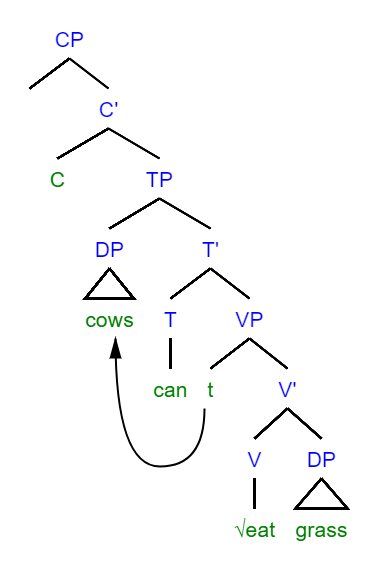 CP
C'
C TP
DP T'
cows T VP
can t V'
V DP
√eat grass